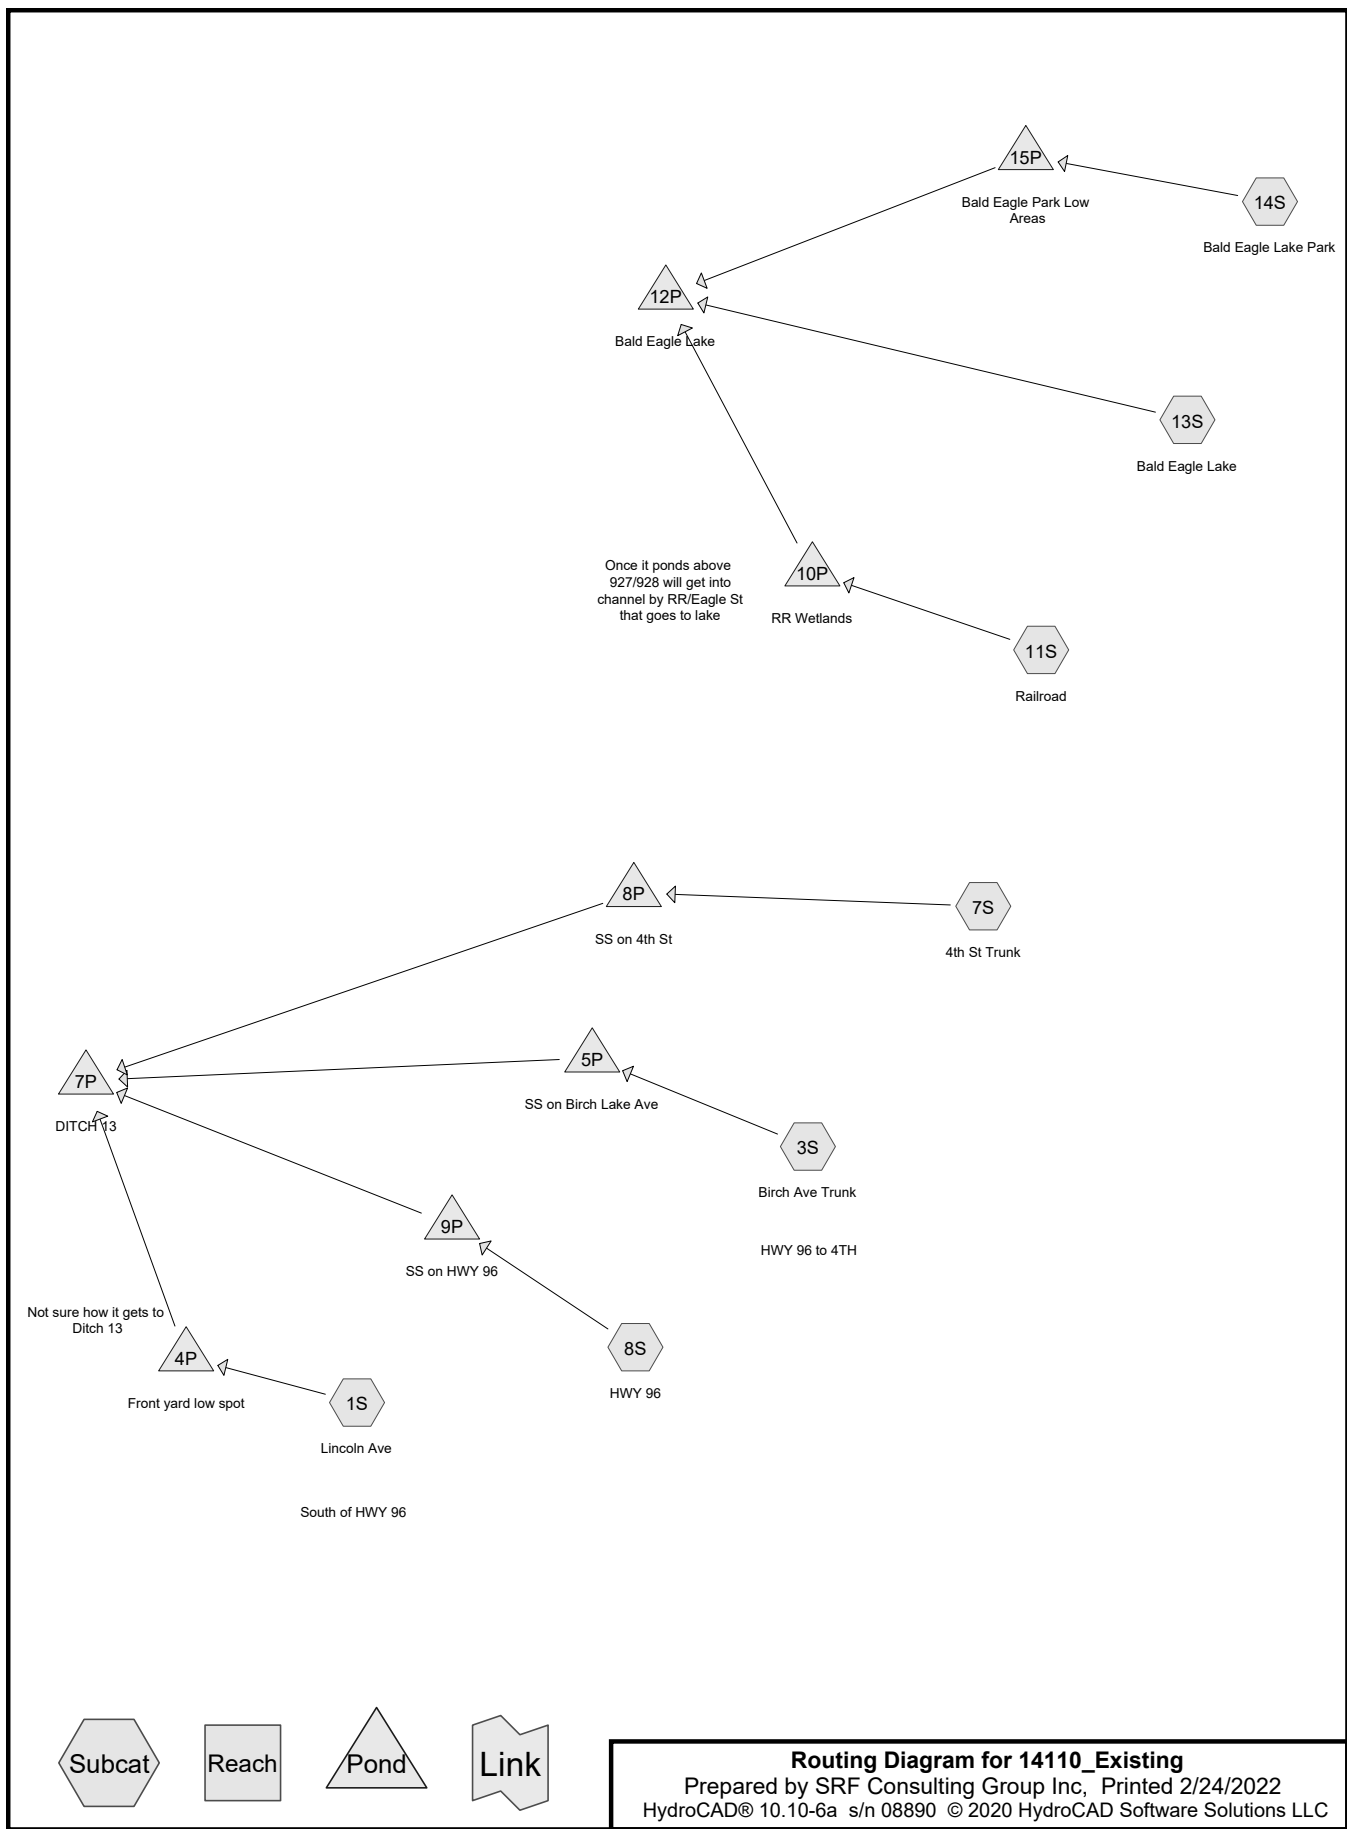 15P
Bald Eagle Park Low
Areas
14S
Bald Eagle Lake Park
12P
Bald Eagle Lake
13S
Bald Eagle Lake
Once it ponds above
927/928 will get into
channel by RR/Eagle St
that goes to lake
10P
RR Wetlands
11S
Railroad
8P
SS on 4th St
7S
4th St Trunk
7P
DITCH 13
5P
SS on Birch Lake Ave
3S
Birch Ave Trunk
HWY 96 to 4TH
9P
SS on HWY 96
8S
HWY 96
Not sure how it gets to
Ditch 13
4P
Front yard low spot
1S
Lincoln Ave
South of HWY 96
Subcat
Reach
Pond
Link
Routing Diagram for 14110_Existing
Prepared by SRF Consulting Group Inc, Printed 2/24/2022
HydroCAD® 10.10-6a s/n 08890 © 2020 HydroCAD Software Solutions LLC